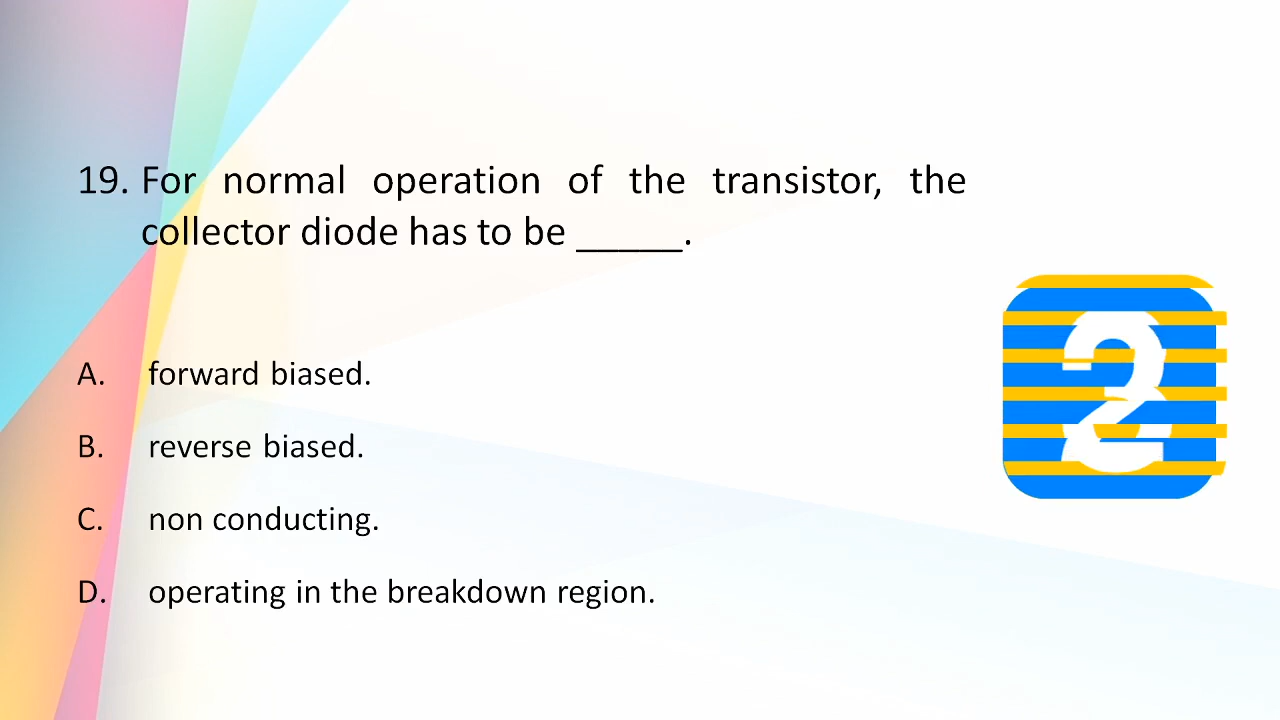 19. For normal operation of the transistor, the
collector diode has to be _____.
A. forward biased.
B. reverse biased.
C. non conducting.
D. operating in the breakdown region.
2